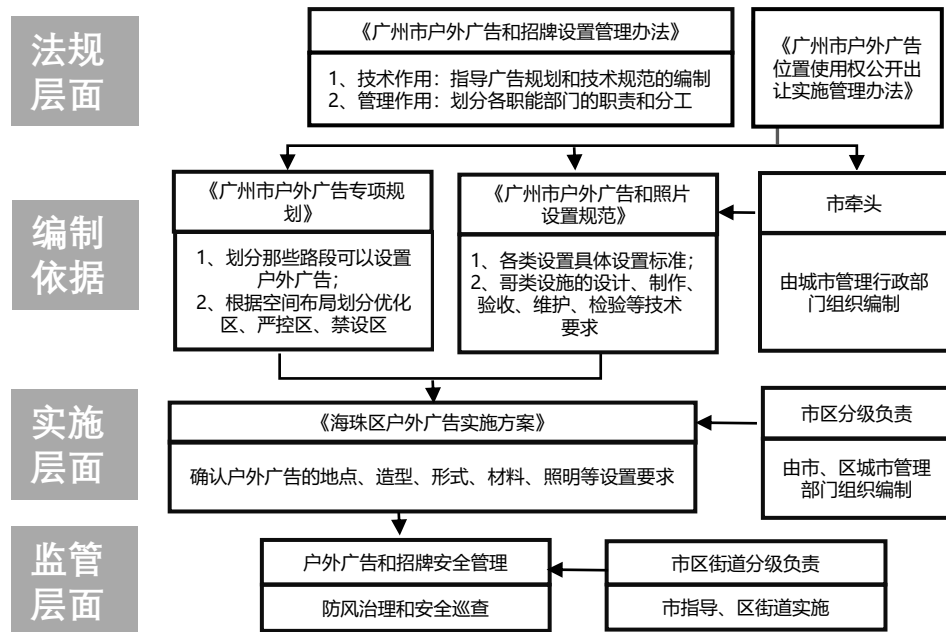 法规
层面
《广州市户外广告和招牌设置管理办法》
1、技术作用：指导广告规划和技术规范的编制
2、管理作用：划分各职能部门的职责和分工
《广州市户外广告
位置使用权公开出
让实施管理办法》
编制
依据
《广州市户外广告专项规
划》
1、划分那些路段可以设置
户外广告；
2、根据空间布局划分优化
区、严控区、禁设区
《广州市户外广告和照片
设置规范》
1、各类设置具体设置标准；
2、哥类设施的设计、制作、
验收、维护、检验等技术
要求
市牵头
由城市管理行政部
门组织编制
实施
层面
《海珠区户外广告实施方案》
确认户外广告的地点、造型、形式、材料、照明等设置要求
市区分级负责
由市、区城市管理
部门组织编制
监管
层面
户外广告和招牌安全管理
防风治理和安全巡查
市区街道分级负责
市指导、区街道实施